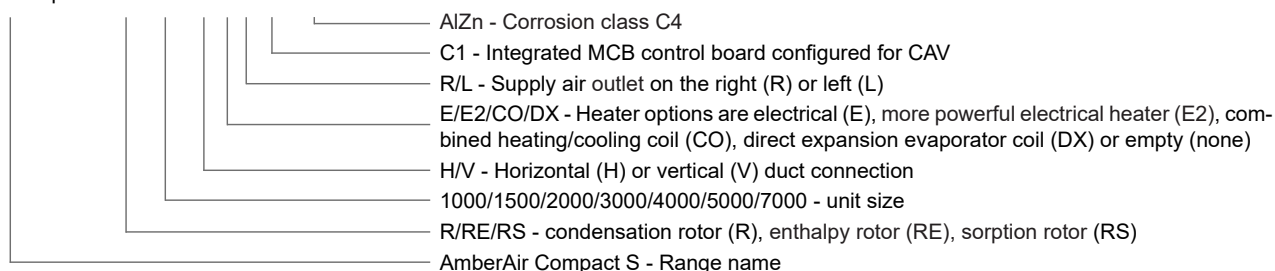 AlZn - Corrosion class C4
C1 - Integrated MCB control board configured for CAV
R/L - Supply air outlet on the right (R) or left (L)
E/E2/CO/DX - Heater options are electrical (E), more powerful electrical heater (E2), com-
bined heating/cooling coil (CO), direct expansion evaporator coil (DX) or empty (none)
H/V - Horizontal (H) or vertical (V) duct connection
1000/1500/2000/3000/4000/5000/7000 - unit size
R/RE/RS - condensation rotor (R), enthalpy rotor (RE), sorption rotor (RS)
AmberAir Compact S - Range name